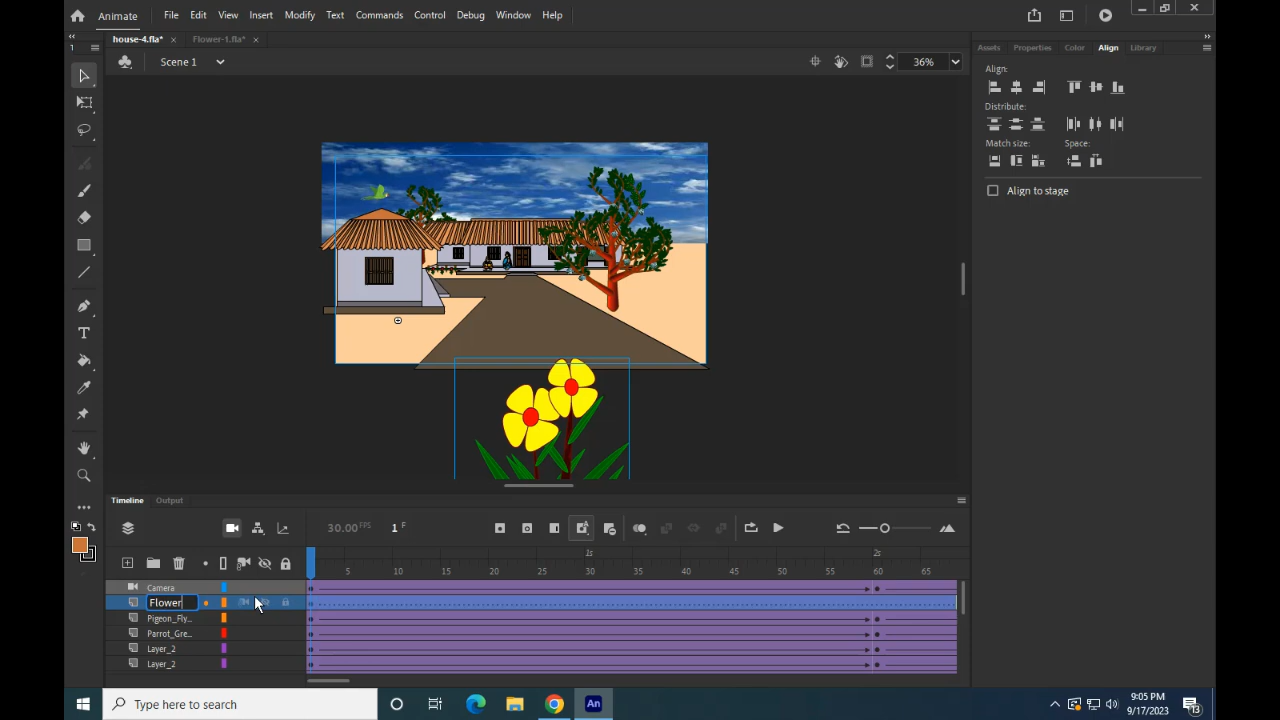 Animate File Edit View Insert Modify Text Commands Control Debug Window Help
house-4.fla* Flower-1.fla*
Scene 1 36%
Assets Properties Color Align Library
Align:
Distribute:
Match size: Space:
Align to stage
Timeline Output
30.00 FPS 1 F
1s 2s
5 10 15 20 25 30 35 40 45 50 55 60 65
Camera
Flower
Pigeon_Fly...
Parrot_Gre...
Layer_2
Layer_2
Type here to search
An
9:05 PM
9/17/2023
13